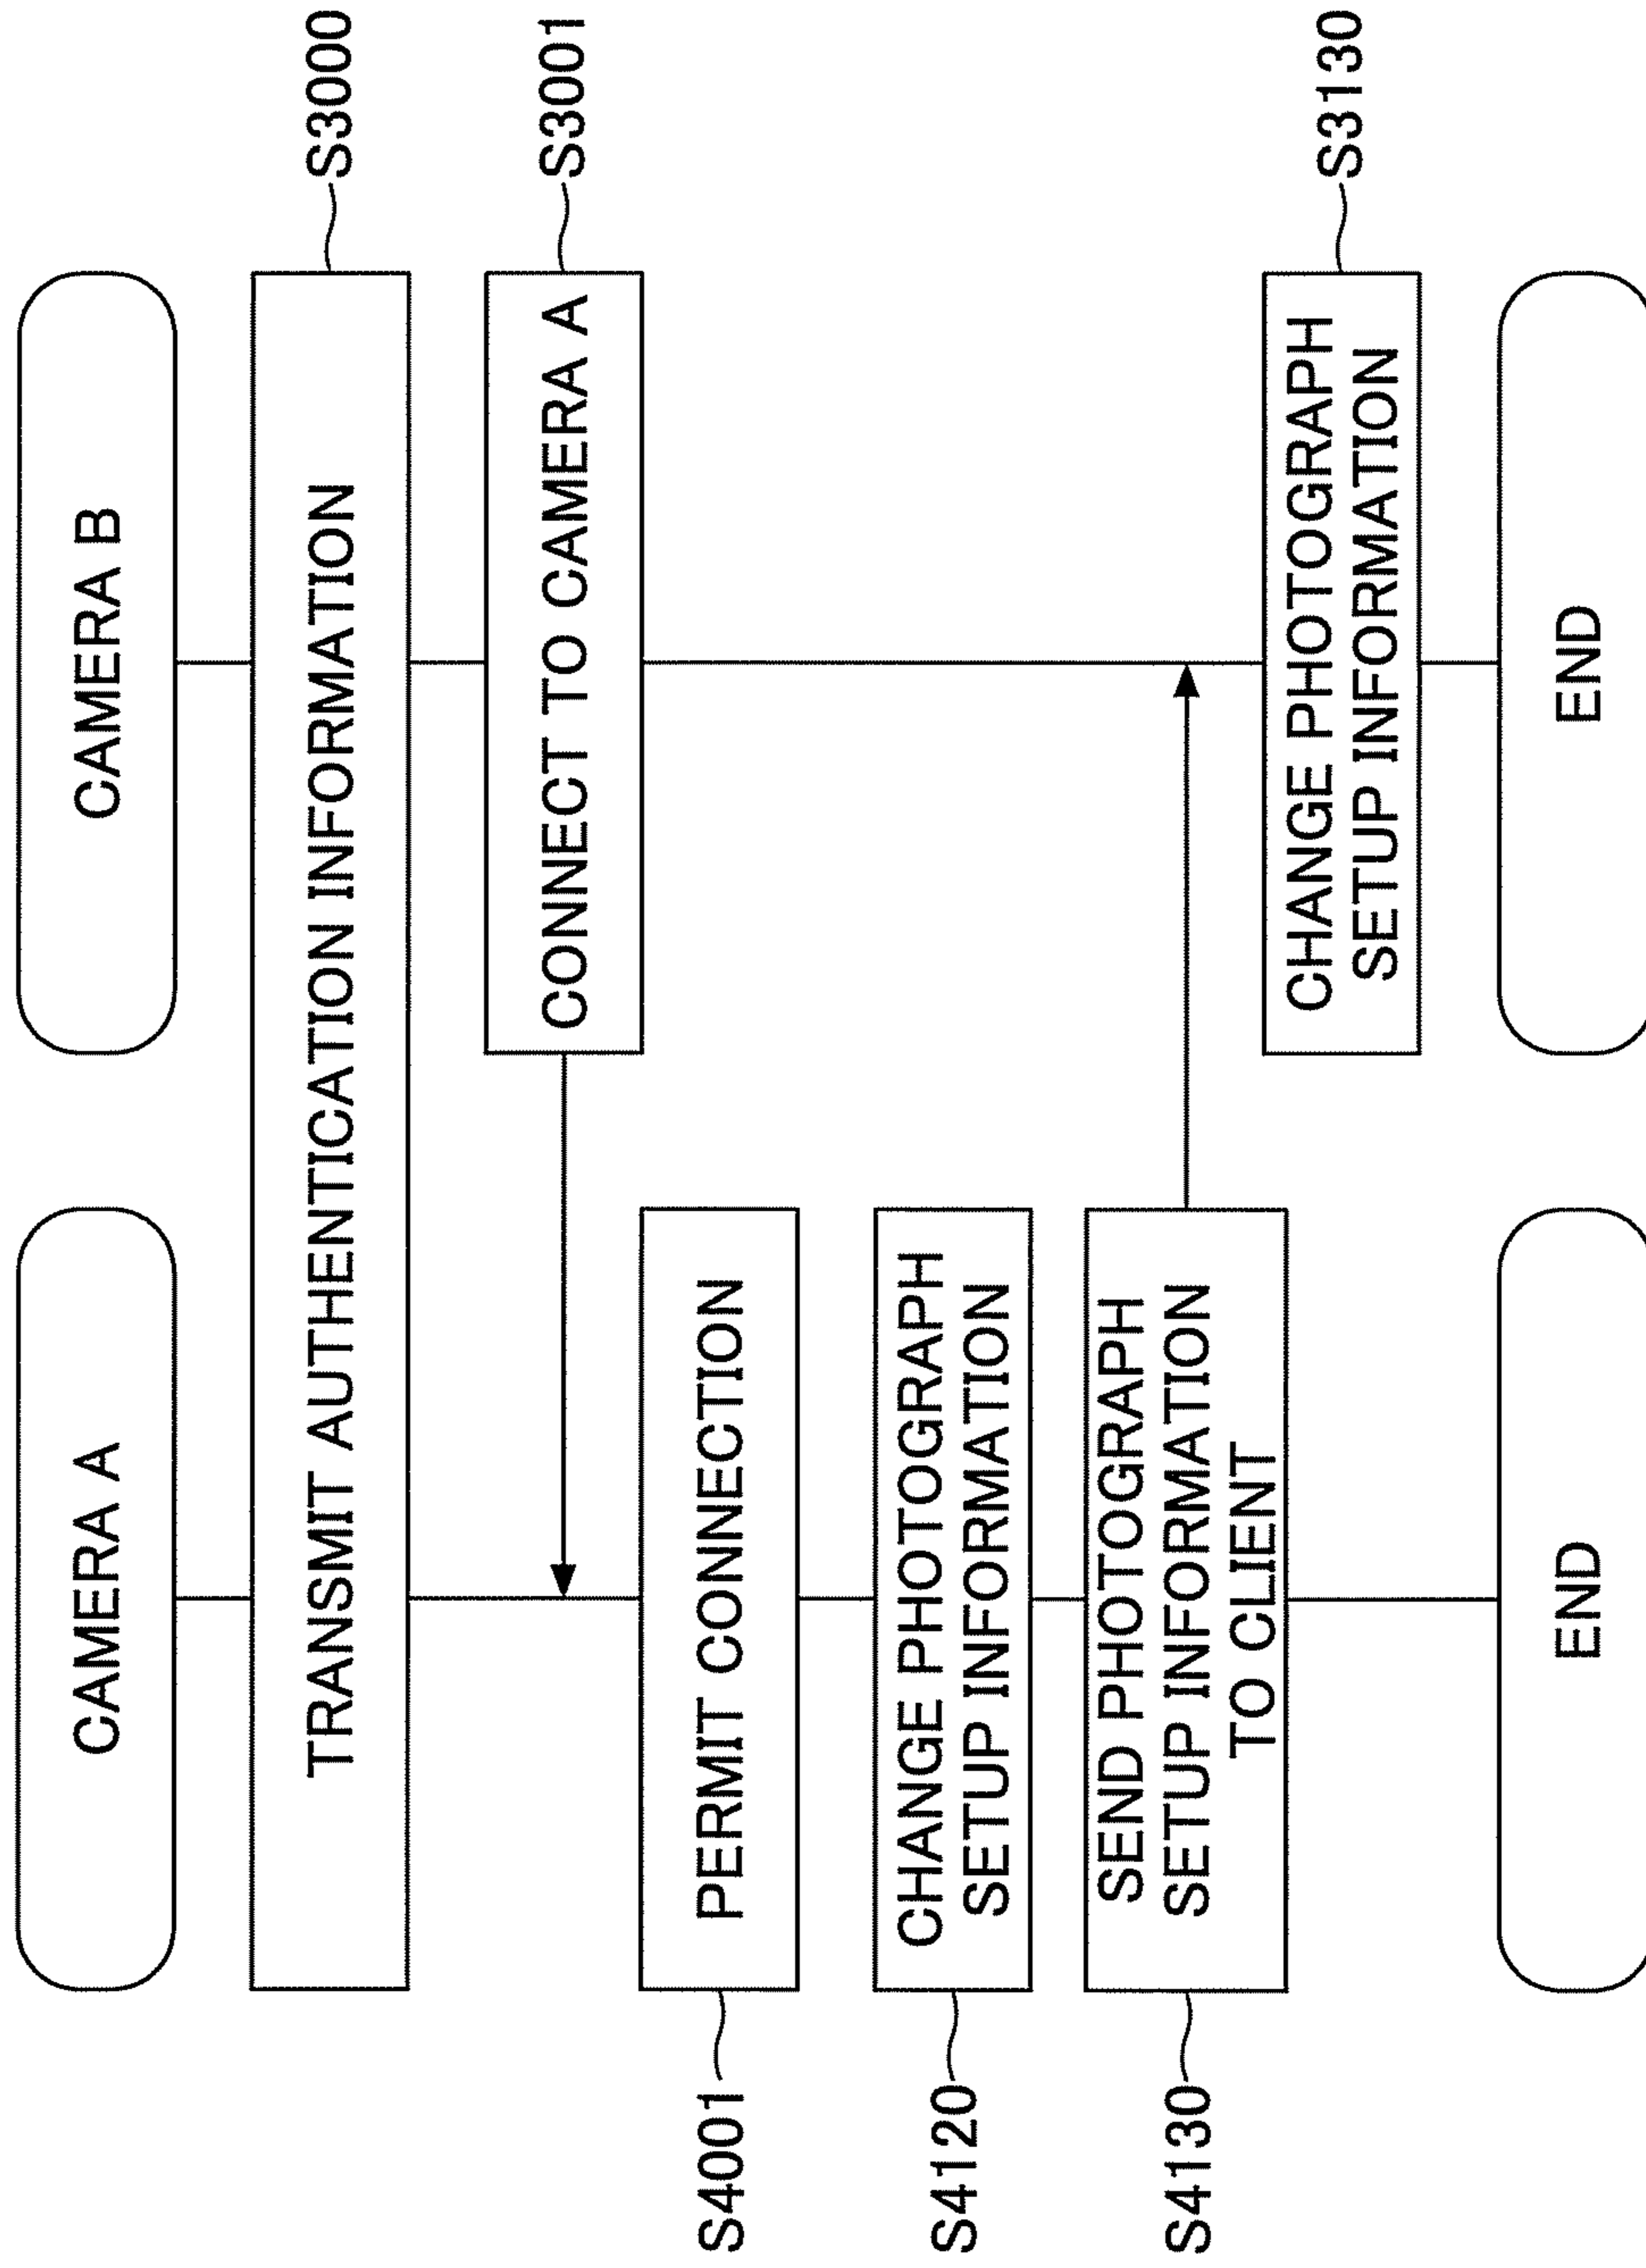 CAMERA A
CAMERA B
TRANSMIT AUTHENTICATION INFORMATION
S3000
CONNECT TO CAMERA A
S3001
S4001
PERMIT CONNECTION
S4120
CHANGE PHOTOGRAPH
SETUP INFORMATION
S4130
SEND PHOTOGRAPH
SETUP INFORMATION
TO CLIENT
CHANGE PHOTOGRAPH
SETUP INFORMATION
S3130
END
END